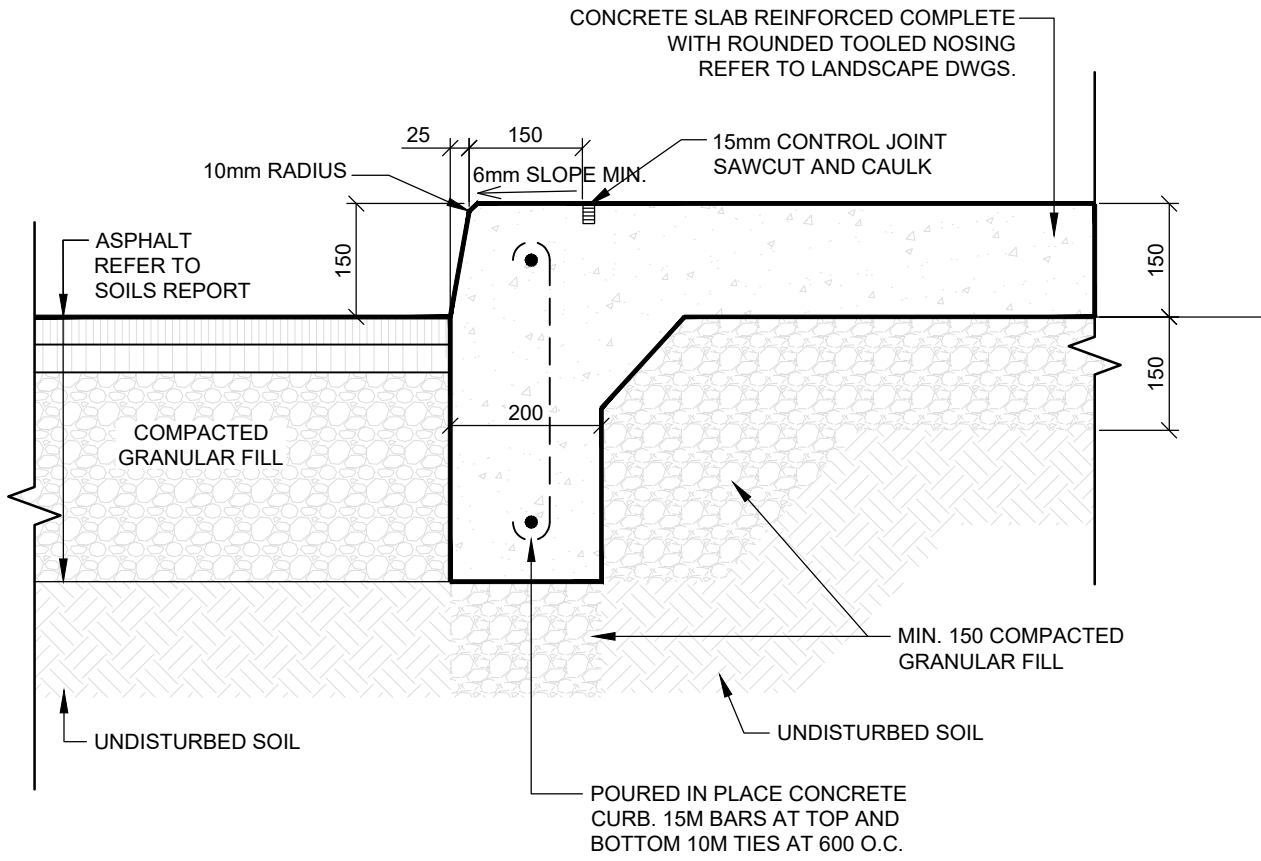 CONCRETE SLAB REINFORCED COMPLETE
WITH ROUNDED TOOLED NOSING
REFER TO LANDSCAPE DWGS.
25
150
15mm CONTROL JOINT
SAWCUT AND CAULK
10mm RADIUS
6mm SLOPE MIN.
ASPHALT
REFER TO
SOILS REPORT
150
150
150
200
COMPACTED
GRANULAR FILL
MIN. 150 COMPACTED
GRANULAR FILL
UNDISTURBED SOIL
UNDISTURBED SOIL
POURED IN PLACE CONCRETE
CURB. 15M BARS AT TOP AND
BOTTOM 10M TIES AT 600 O.C.